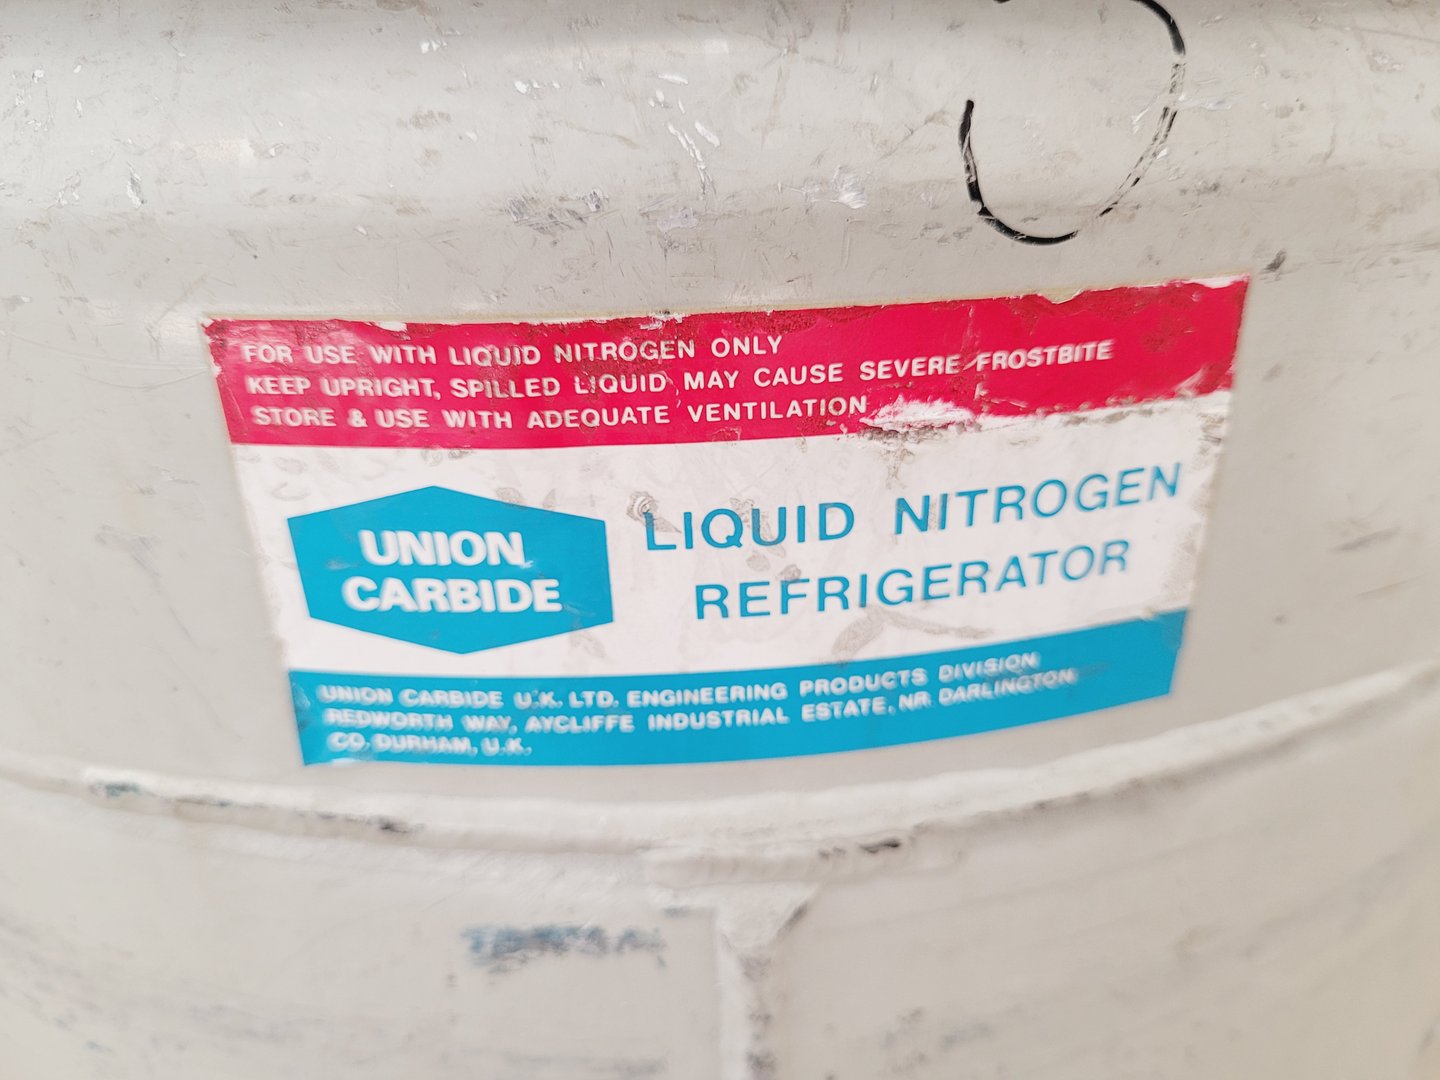 FOR USE WITH LIQUID NITROGEN ONLY
KEEP UPRIGHT, SPILLED LIQUID MAY CAUSE SEVERE FROSTBITE
STORE & USE WITH ADEQUATE VENTILATION
UNION
CARBIDE
LIQUID NITROGEN
REFRIGERATOR
UNION CARBIDE U.K. LTD. ENGINEERING PRODUCTS DIVISION
REDWORTH WAY, AYCLIFFE INDUSTRIAL ESTATE, NR. DARLINGTON
CO. DURHAM, U.K.